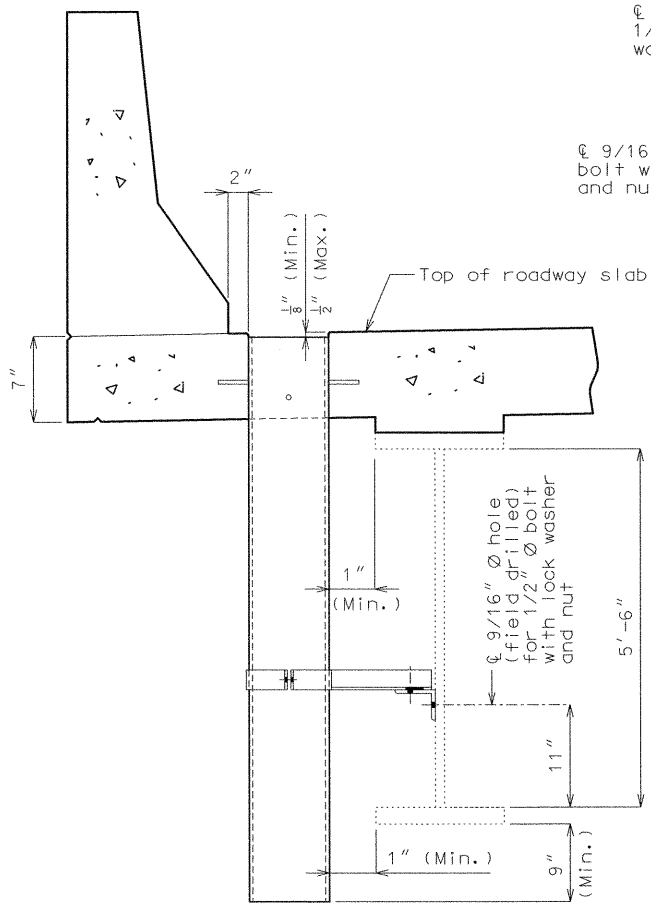 ℄
1/
wa
℄ 9/16
bolt w
and nu
2"
1/8" (Min.)
1/2" (Max.)
Top of roadway slab
7"
1"
(Min.)
℄ 9/16" Ø hole
(field drilled)
for 1/2" Ø bolt
with lock washer
and nut
5'-6"
11"
1" (Min.)
9"
(Min.)